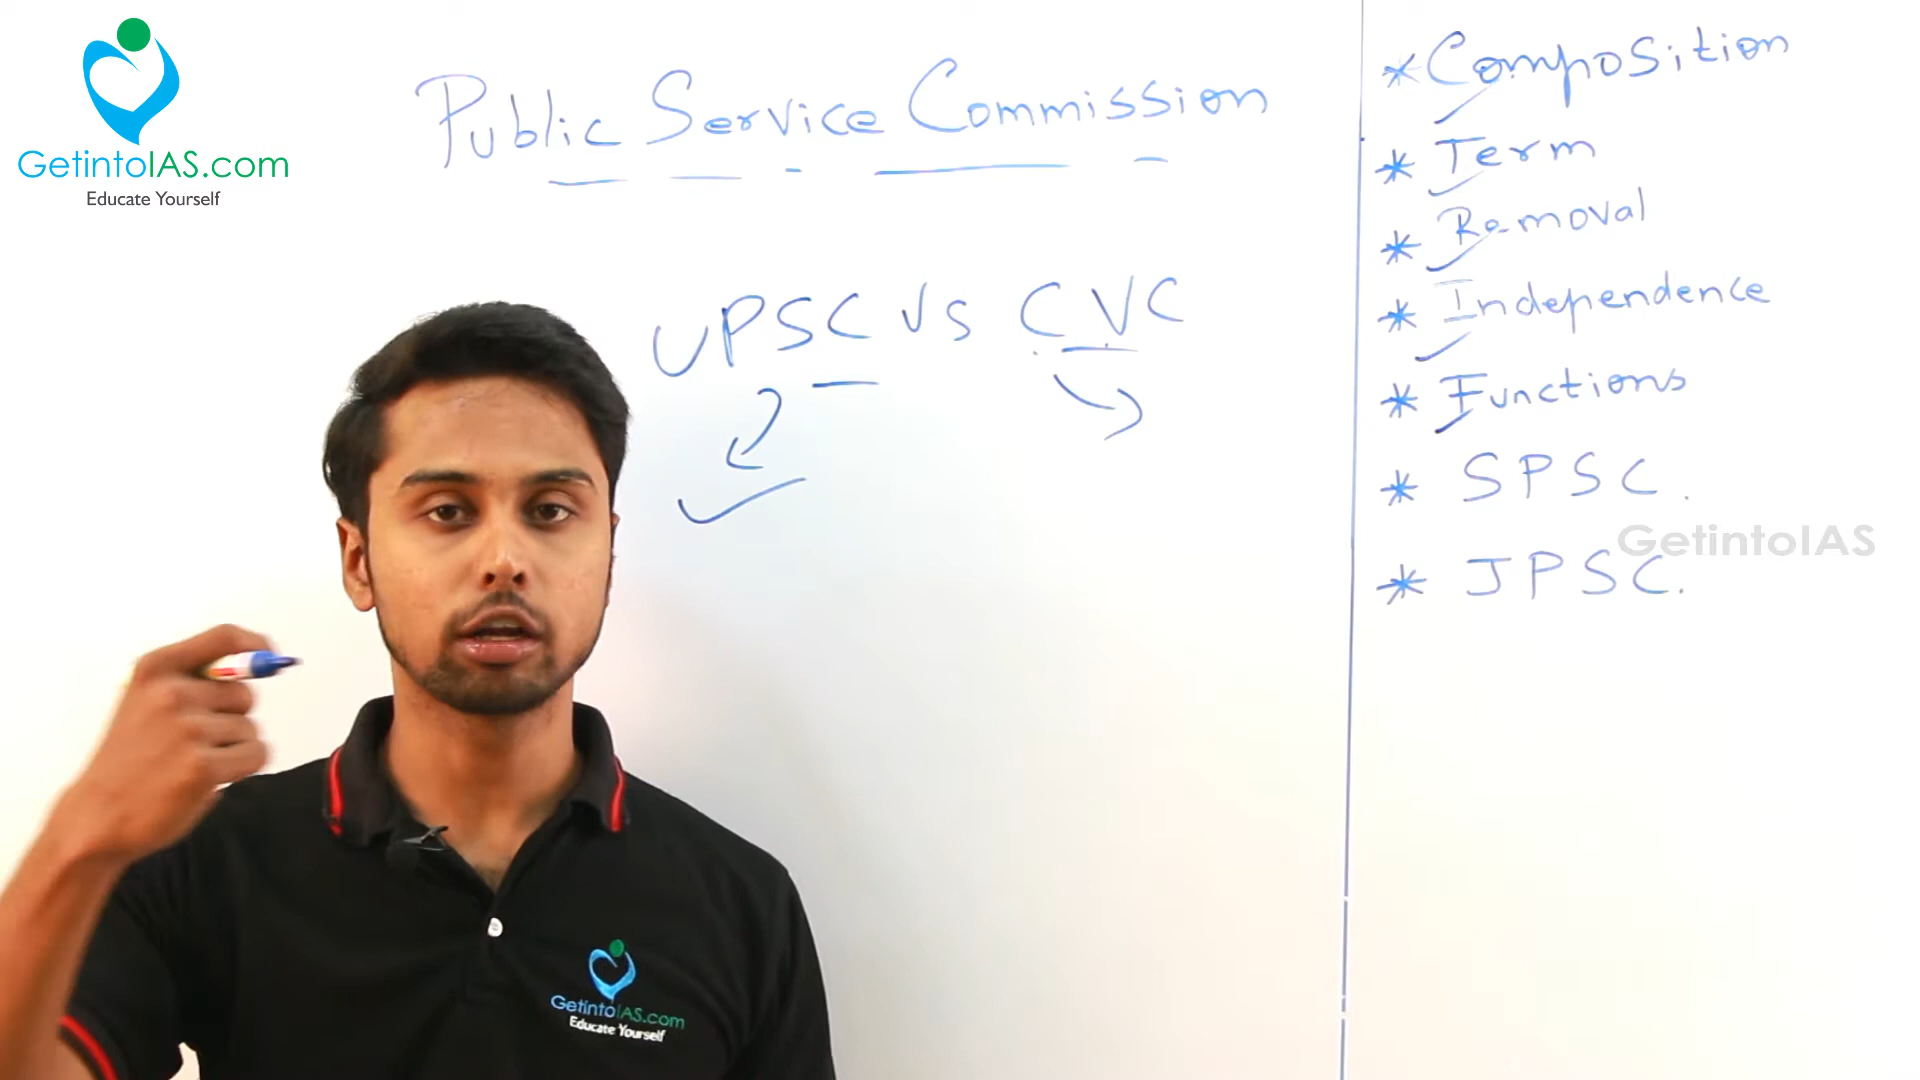 GetintoIAS.com
Educate Yourself
Public Service Commission
UPSC vs CVC
* Composition
* Term
* Removal
* Independence
* Functions
* SPSC.
* JPSC.
GetintoIAS
GetintoIAS.com
Educate Yourself